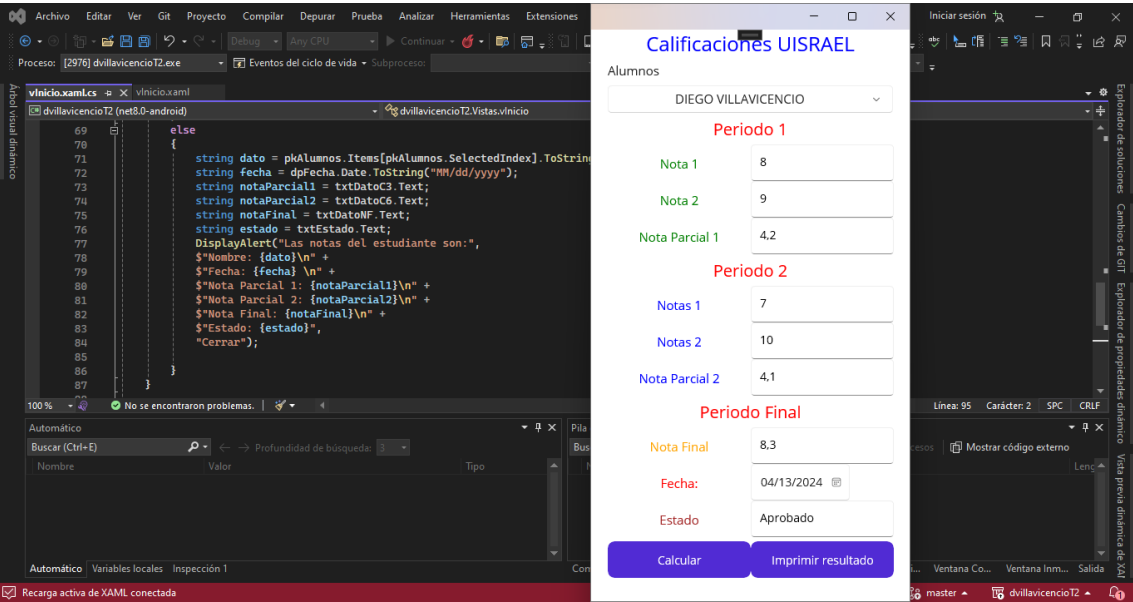 Archivo Editar Ver Git Proyecto Compilar Depurar Prueba Analizar Herramientas Extensiones
Iniciar sesión
Debug Any CPU Continuar
Proceso: [2976] dvillavicencioT2.exe Eventos del ciclo de vida Subproceso:
vInicio.xaml.cs vInicio.xaml
dvillavicencioT2 (net8.0-android) dvillavicencioT2.Vistas.vInicio
69 else
70 {
71 string dato = pkAlumnos.Items[pkAlumnos.SelectedIndex].ToString
72 string fecha = dpFecha.Date.ToString("MM/dd/yyyy");
73 string notaParcial1 = txtDatoC3.Text;
74 string notaParcial2 = txtDatoC6.Text;
75 string notaFinal = txtDatoNF.Text;
76 string estado = txtEstado.Text;
77 DisplayAlert("Las notas del estudiante son:",
78 $"Nombre: {dato}\n" +
79 $"Fecha: {fecha} \n" +
80 $"Nota Parcial 1: {notaParcial1}\n" +
81 $"Nota Parcial 2: {notaParcial2}\n" +
82 $"Nota Final: {notaFinal}\n" +
83 $"Estado: {estado}",
84 "Cerrar");
85
86 }
87 }
100 % No se encontraron problemas.
Línea: 95 Carácter: 2 SPC CRLF
Automático
Buscar (Ctrl+E) Profundidad de búsqueda: 3
Nombre Valor Tipo
Pila
Bus
Mostrar código externo
Leng
Automático Variables locales Inspección 1
Ventana Co... Ventana Inm... Salida
Recarga activa de XAML conectada
master dvillavicencioT2
Árbol visual dinámico
Explorador de soluciones
Cambios de GIT
Explorador de propiedades dinámico
Vista previa dinámica de XAI
Calificaciones UISRAEL
Alumnos
DIEGO VILLAVICENCIO
Periodo 1
Nota 1 8
Nota 2 9
Nota Parcial 1 4,2
Periodo 2
Notas 1 7
Notas 2 10
Nota Parcial 2 4,1
Periodo Final
Nota Final 8,3
Fecha: 04/13/2024
Estado Aprobado
Calcular Imprimir resultado